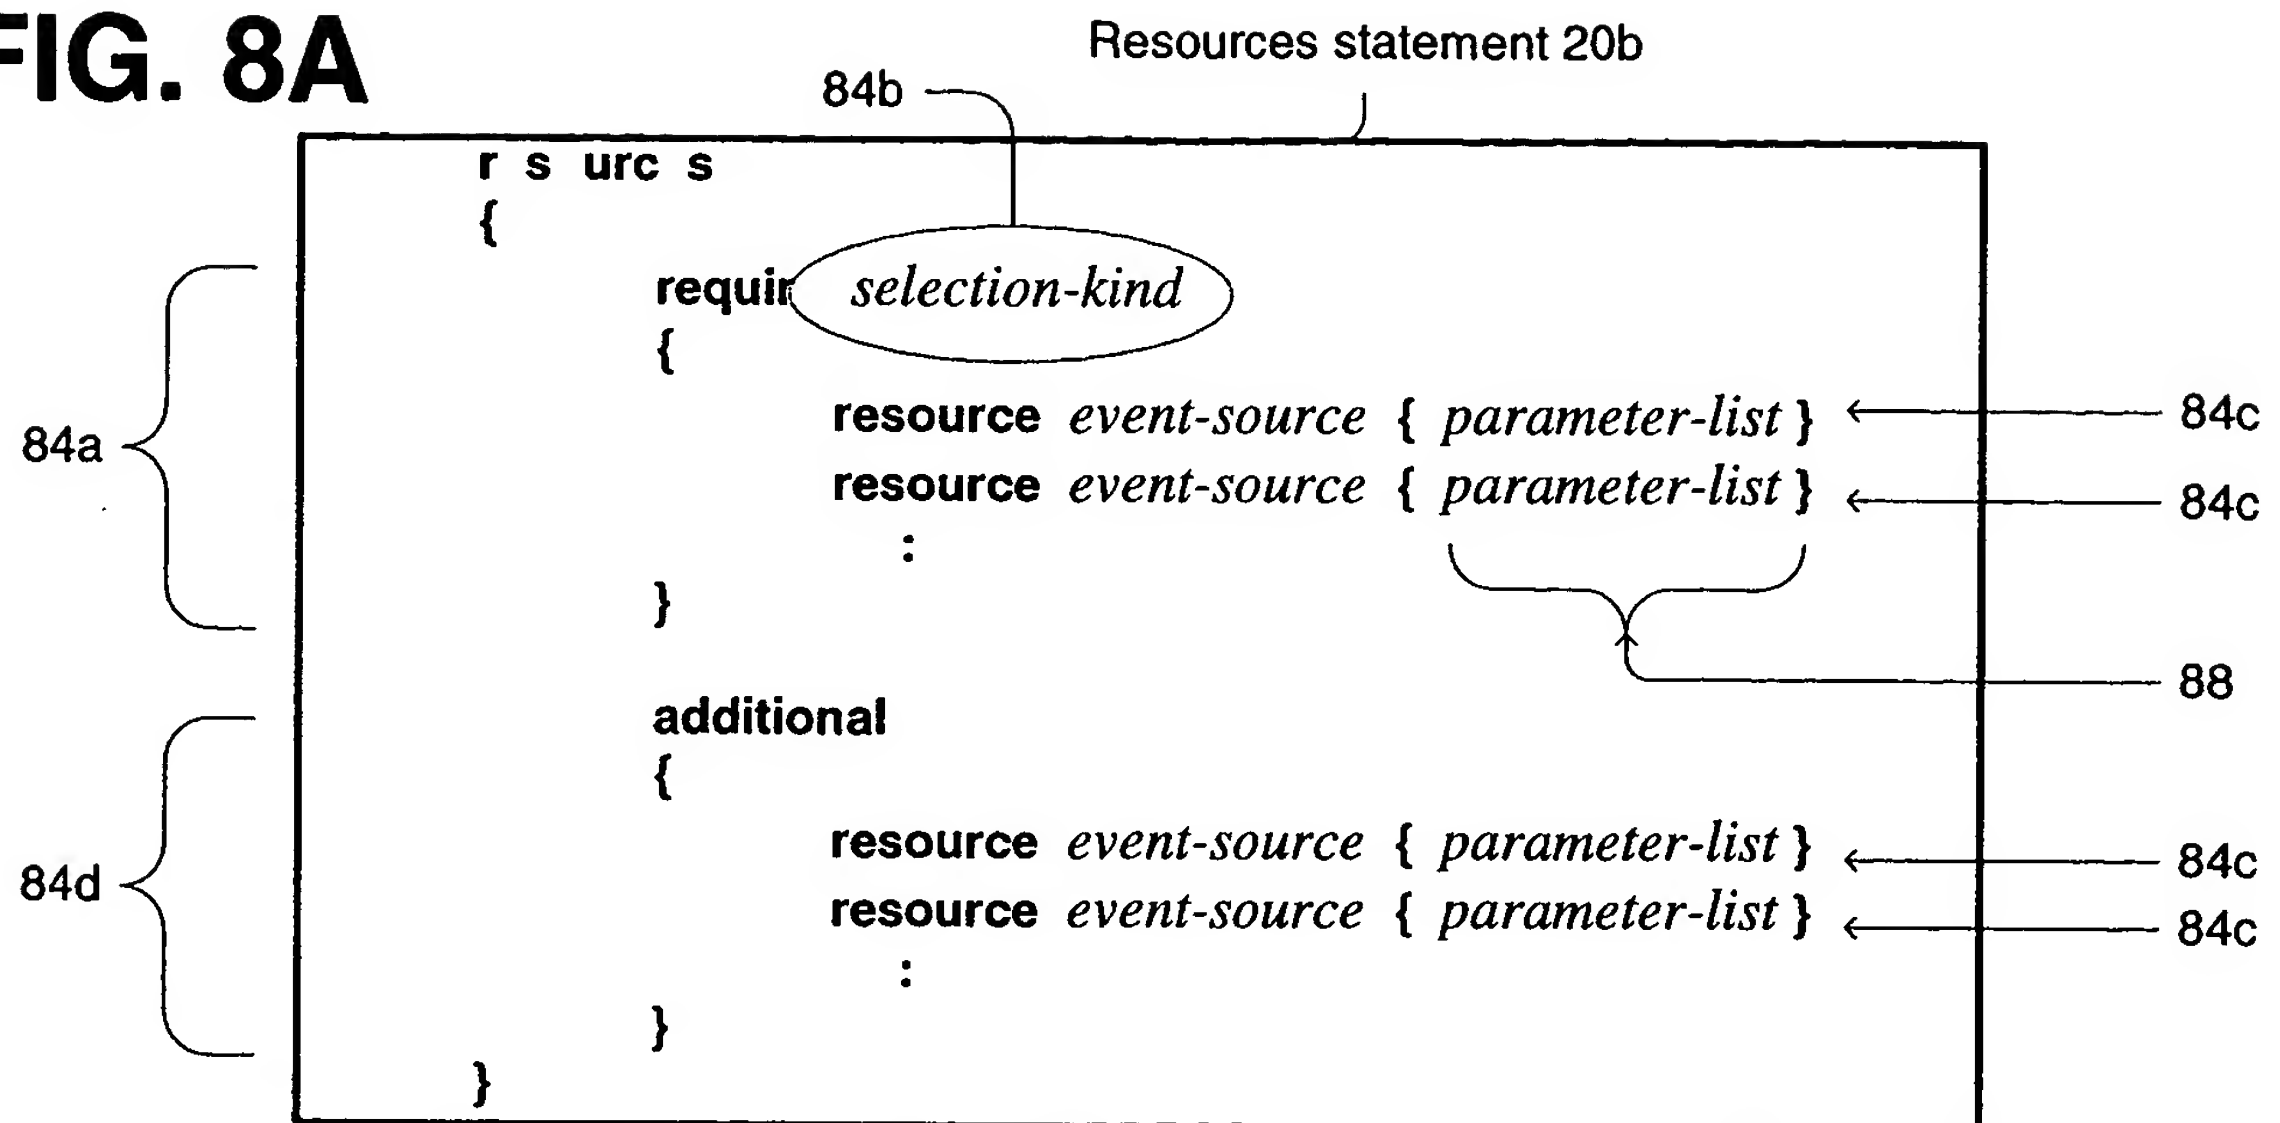 FIG. 8A
Resources statement 20b
84b
r s urc s
{
requir selection-kind
{
resource event-source { parameter-list } 84c
resource event-source { parameter-list } 84c
:
84a
}
88
additional
{
resource event-source { parameter-list } 84c
84d
resource event-source { parameter-list } 84c
:
}
}